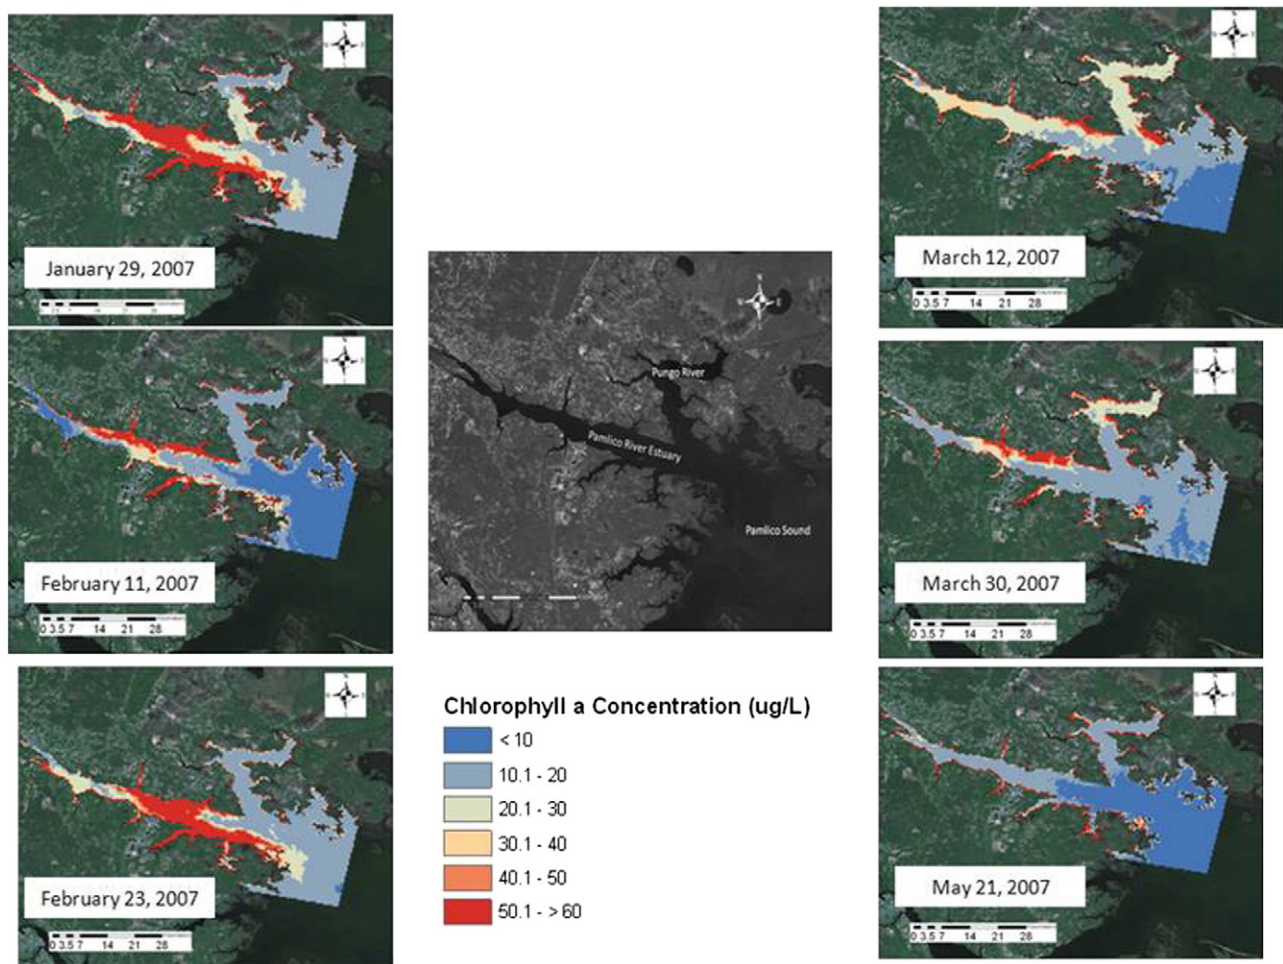 January 29, 2007
February 11, 2007
0 3.5 7 14 21 28
February 23, 2007
0 3.5 7 14 21 28
Pungo River
Pamlico River Estuary
Pamlico Sound
Chlorophyll a Concentration (ug/L)
< 10
10.1 - 20
20.1 - 30
30.1 - 40
40.1 - 50
50.1 - > 60
March 12, 2007
0 3.5 7 14 21 28
March 30, 2007
0 3.5 7 14 21 28
May 21, 2007
0 3.5 7 14 21 28